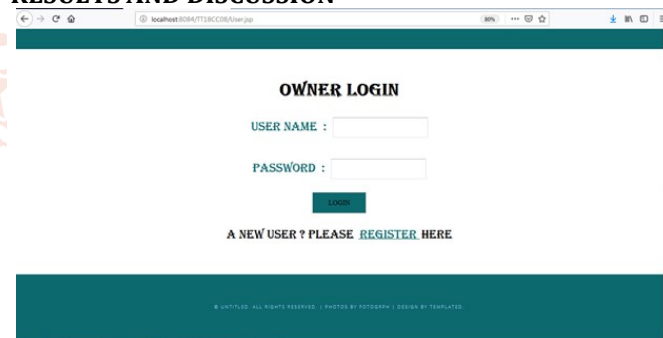 RESULTS AND DISCUSSION
localhost:8084/TT18CC08/User.jsp
80%
OWNER LOGIN
USER NAME :
PASSWORD :
LOGIN
A NEW USER ? PLEASE REGISTER HERE
© UNTITLED. ALL RIGHTS RESERVED. | PHOTOS BY FOTOGRPH | DESIGN BY TEMPLATED.